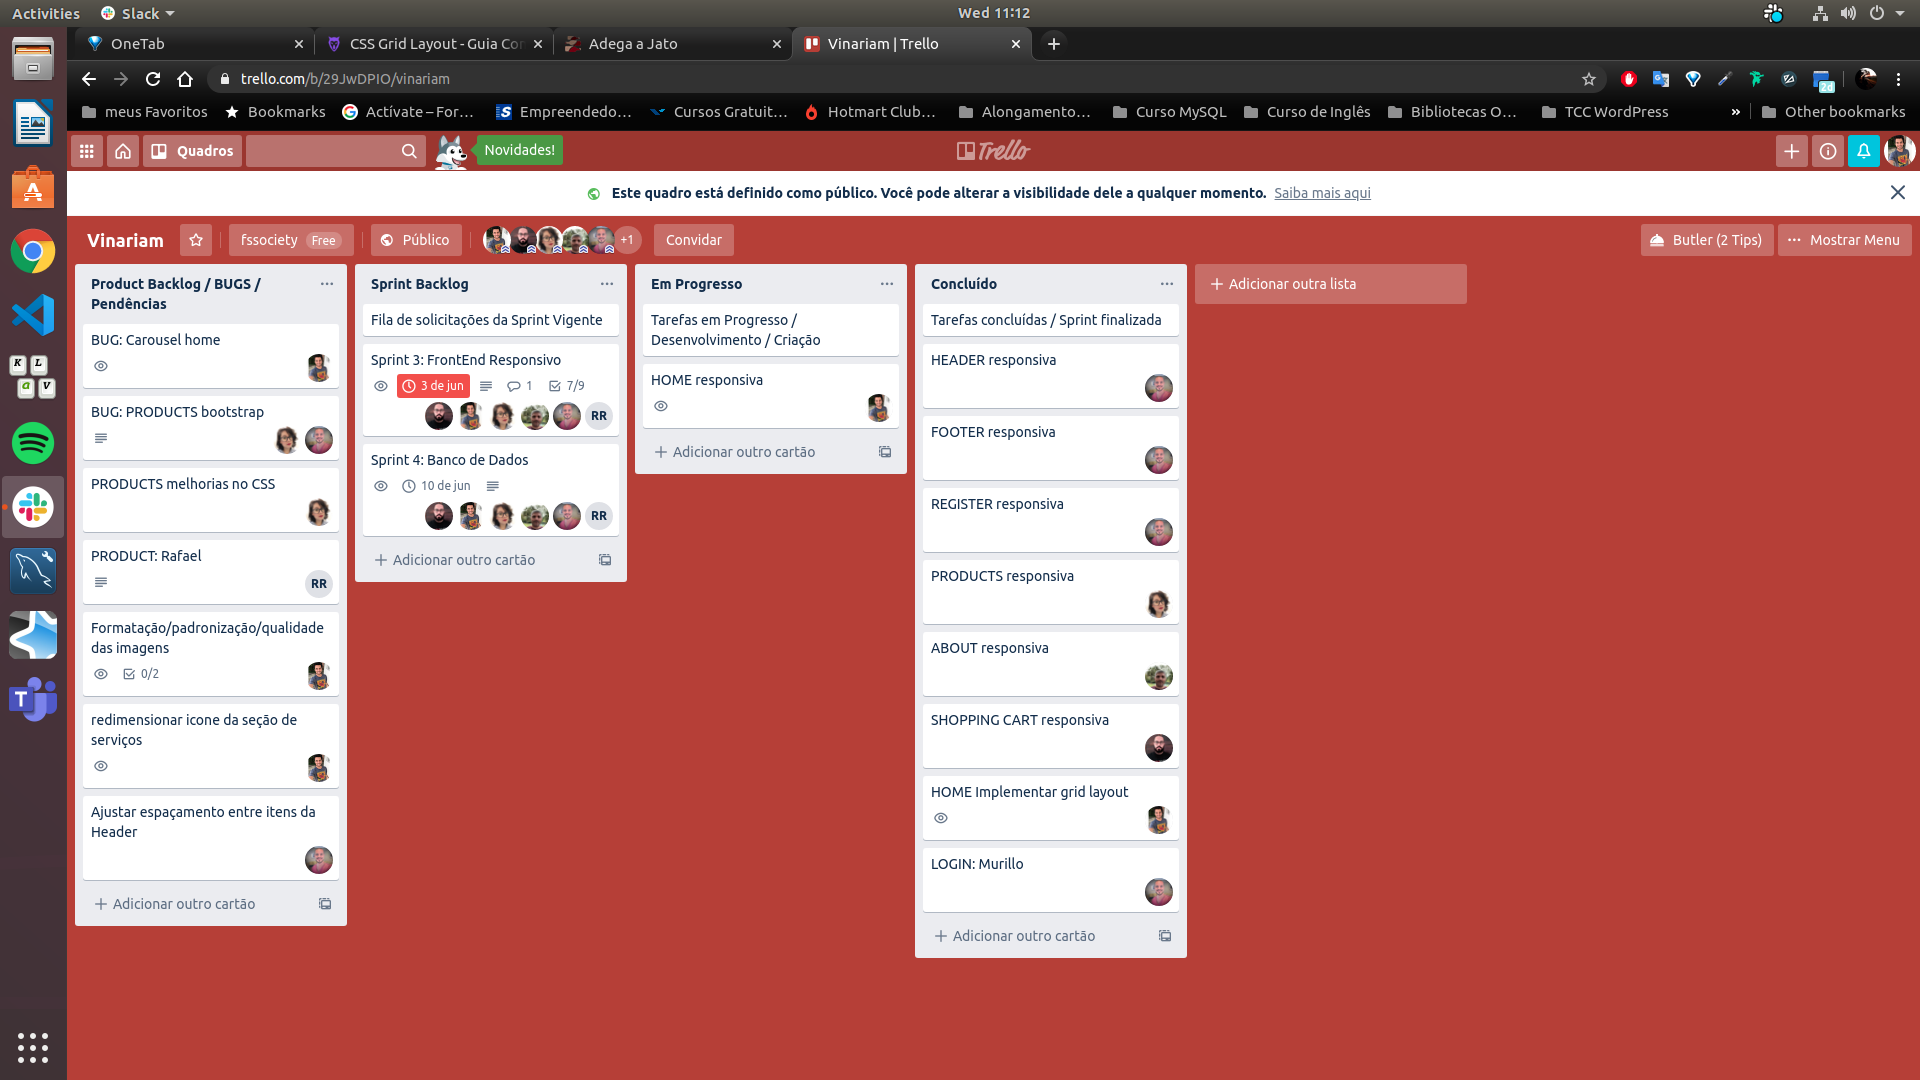 Activities
Slack
Wed 11:12
OneTab
CSS Grid Layout - Guia Con
Adega a Jato
Vinariam | Trello
trello.com/b/29JwDPIO/vinariam
2d
meus Favoritos
Bookmarks
Actívate – For…
Empreendedo…
Cursos Gratuit…
Hotmart Club…
Alongamento…
Curso MySQL
Curso de Inglês
Bibliotecas O…
TCC WordPress
»
Other bookmarks
Quadros
Novidades!
Trello
Este quadro está definido como público. Você pode alterar a visibilidade dele a qualquer momento. Saiba mais aqui
Vinariam
fssociety Free
Público
+1
Convidar
Butler (2 Tips)
Mostrar Menu
Product Backlog / BUGS /
Pendências
BUG: Carousel home
BUG: PRODUCTS bootstrap
PRODUCTS melhorias no CSS
PRODUCT: Rafael
RR
Formatação/padronização/qualidade
das imagens
0/2
redimensionar icone da seção de
serviços
Ajustar espaçamento entre itens da
Header
+ Adicionar outro cartão
Sprint Backlog
Fila de solicitações da Sprint Vigente
Sprint 3: FrontEnd Responsivo
3 de jun
1
7/9
RR
Sprint 4: Banco de Dados
10 de jun
RR
+ Adicionar outro cartão
Em Progresso
Tarefas em Progresso /
Desenvolvimento / Criação
HOME responsiva
+ Adicionar outro cartão
Concluído
Tarefas concluídas / Sprint finalizada
HEADER responsiva
FOOTER responsiva
REGISTER responsiva
PRODUCTS responsiva
ABOUT responsiva
SHOPPING CART responsiva
HOME Implementar grid layout
LOGIN: Murillo
+ Adicionar outro cartão
+ Adicionar outra lista
K
L
a
V
T